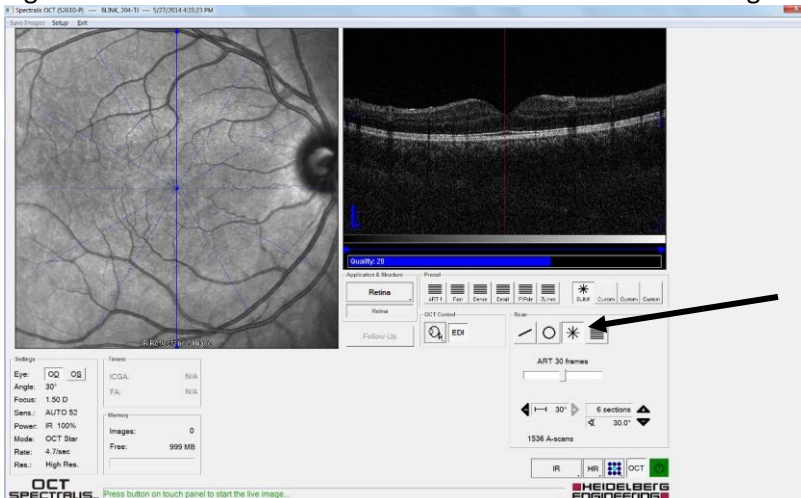 Spectralis OCT (S2610-P) --- BLINK, 204-TJ --- 5/27/2014 4:35:23 PM
Save Images Setup Exit
IR Reflectance Image
Quality: 28
Application & Structure
Preset
Retina
ART 1 Fast Dense Detail P.Pole 7Lines BLINK Custom Custom Custom
Retina
OCT Control
Scan
Follow-Up
EDI
ART 30 frames
Settings
Timers
Eye: OD OS
ICGA: N/A
Angle: 30°
FA: N/A
Focus: 1.50 D
Sens.: AUTO 52
30° 6 sections
Power: IR 100%
Memory
30.0°
Mode: OCT Star
Images: 0
Rate: 4.7/sec
Free: 999 MB
1536 A-scans
Res.: High Res.
IR HR OCT
OCT
SPECTRALIS
Press button on touch panel to start the live image...
HEIDELBERG
ENGINEERING